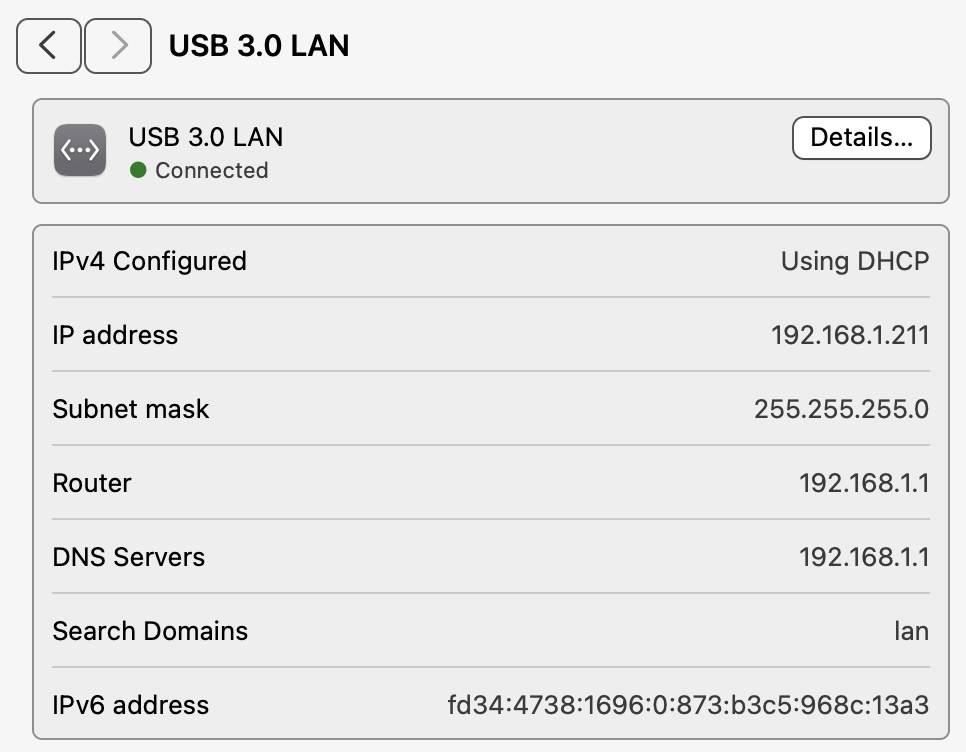 USB 3.0 LAN
USB 3.0 LAN
Connected
Details...
IPv4 Configured Using DHCP
IP address 192.168.1.211
Subnet mask 255.255.255.0
Router 192.168.1.1
DNS Servers 192.168.1.1
Search Domains lan
IPv6 address fd34:4738:1696:0:873:b3c5:968c:13a3